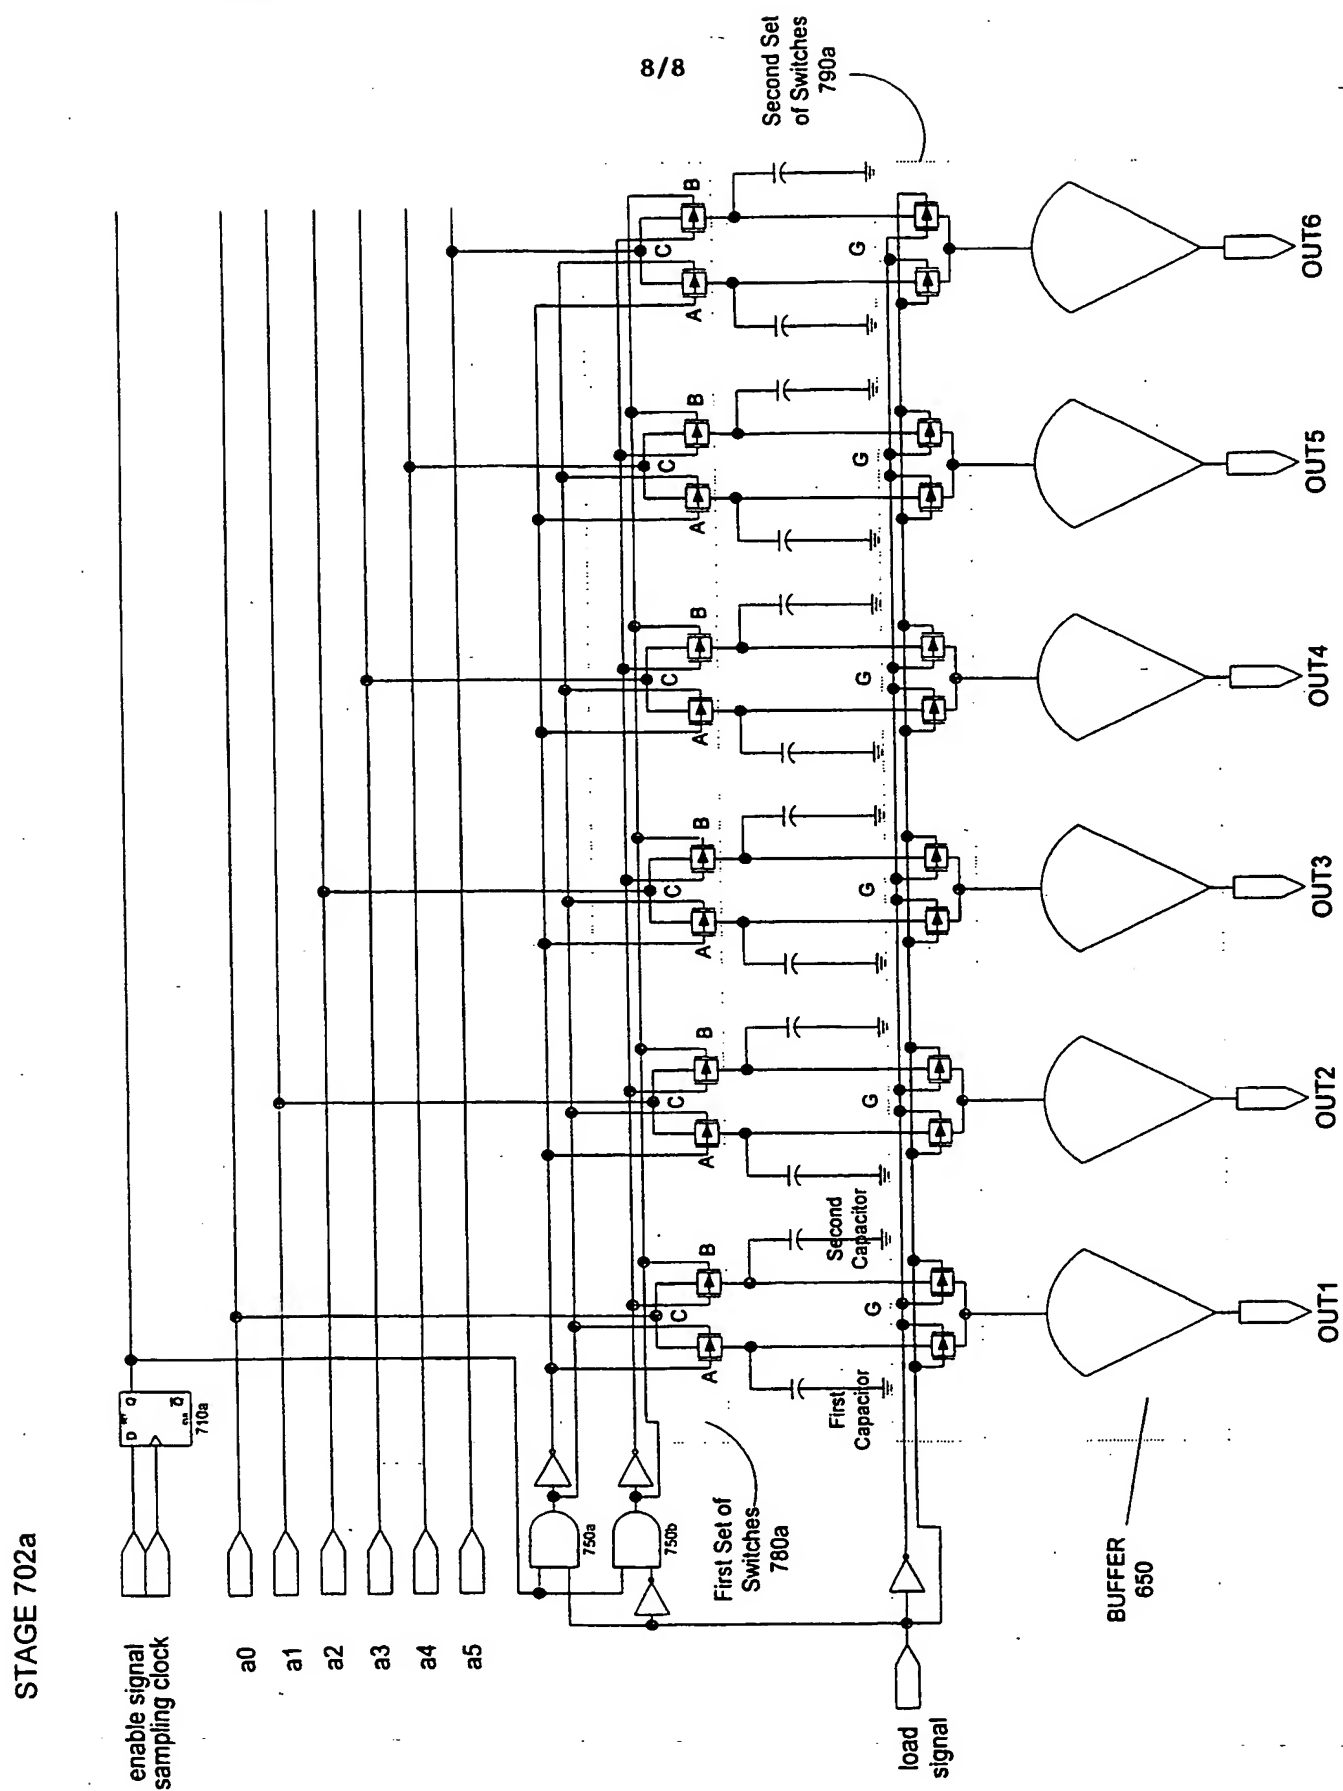 8/8
STAGE 702a
enable signal
sampling clock
a0
a1
a2
a3
a4
a5
load
signal
D
Q
Q
710a
750a
750b
First Set of
Switches
780a
Second Set
of Switches
790a
A
B
C
A
B
C
A
B
C
A
B
C
A
B
C
A
B
C
First
Capacitor
Second
Capacitor
G
G
G
G
G
G
BUFFER
650
OUT1
OUT2
OUT3
OUT4
OUT5
OUT6